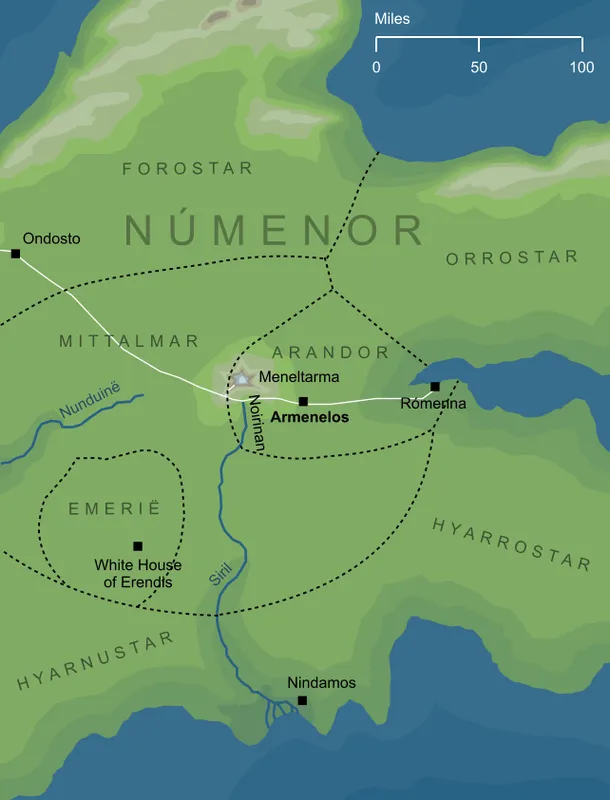 Miles
0 50 100
FOROSTAR
NÚMENOR
Ondosto
ORROSTAR
MITTALMAR
ARANDOR
Meneltarma
Nunduinë
Noirinan
Rómenna
Armenelos
EMERIË
HYARROSTAR
White House
of Erendis
Siril
HYARNUSTAR
Nindamos